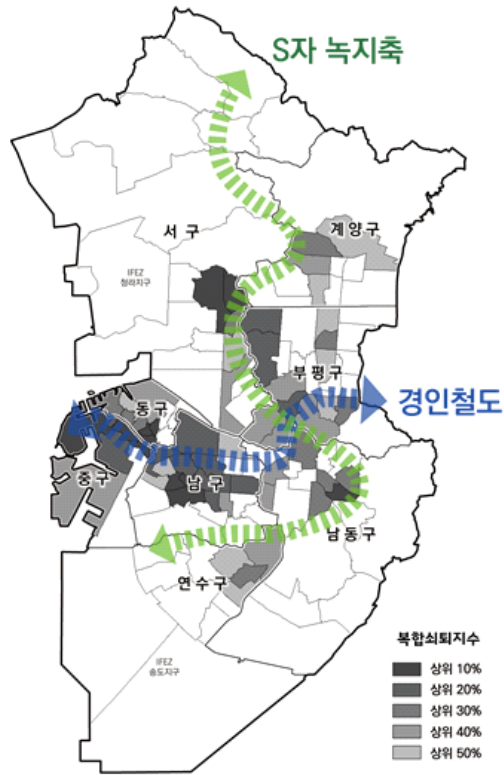 S자 녹지축
서구
계양구
IFEZ
청라지구
부평구
경인철도
동구
중구
남구
남동구
연수구
IFEZ
송도지구
복합쇠퇴지수
상위 10%
상위 20%
상위 30%
상위 40%
상위 50%